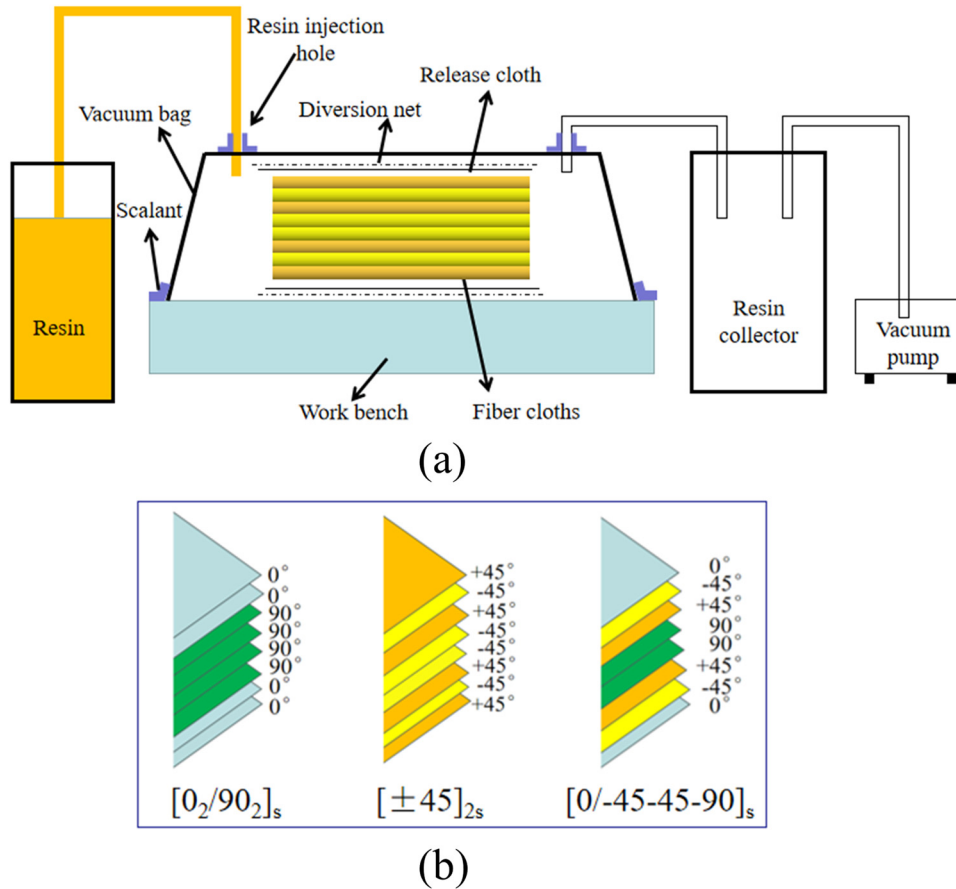 Resin injection
hole
Release cloth
Vacuum bag
Diversion net
Scalant
Resin
Resin
collector
Vacuum
pump
Work bench
Fiber cloths
(a)
0°
0°
90°
90°
90°
90°
0°
0°
+45°
-45°
+45°
-45°
-45°
+45°
-45°
+45°
0°
-45°
+45°
90°
90°
+45°
-45°
0°
[0₂/90₂]ₛ
[±45]₂ₛ
[0/-45-45-90]ₛ
(b)